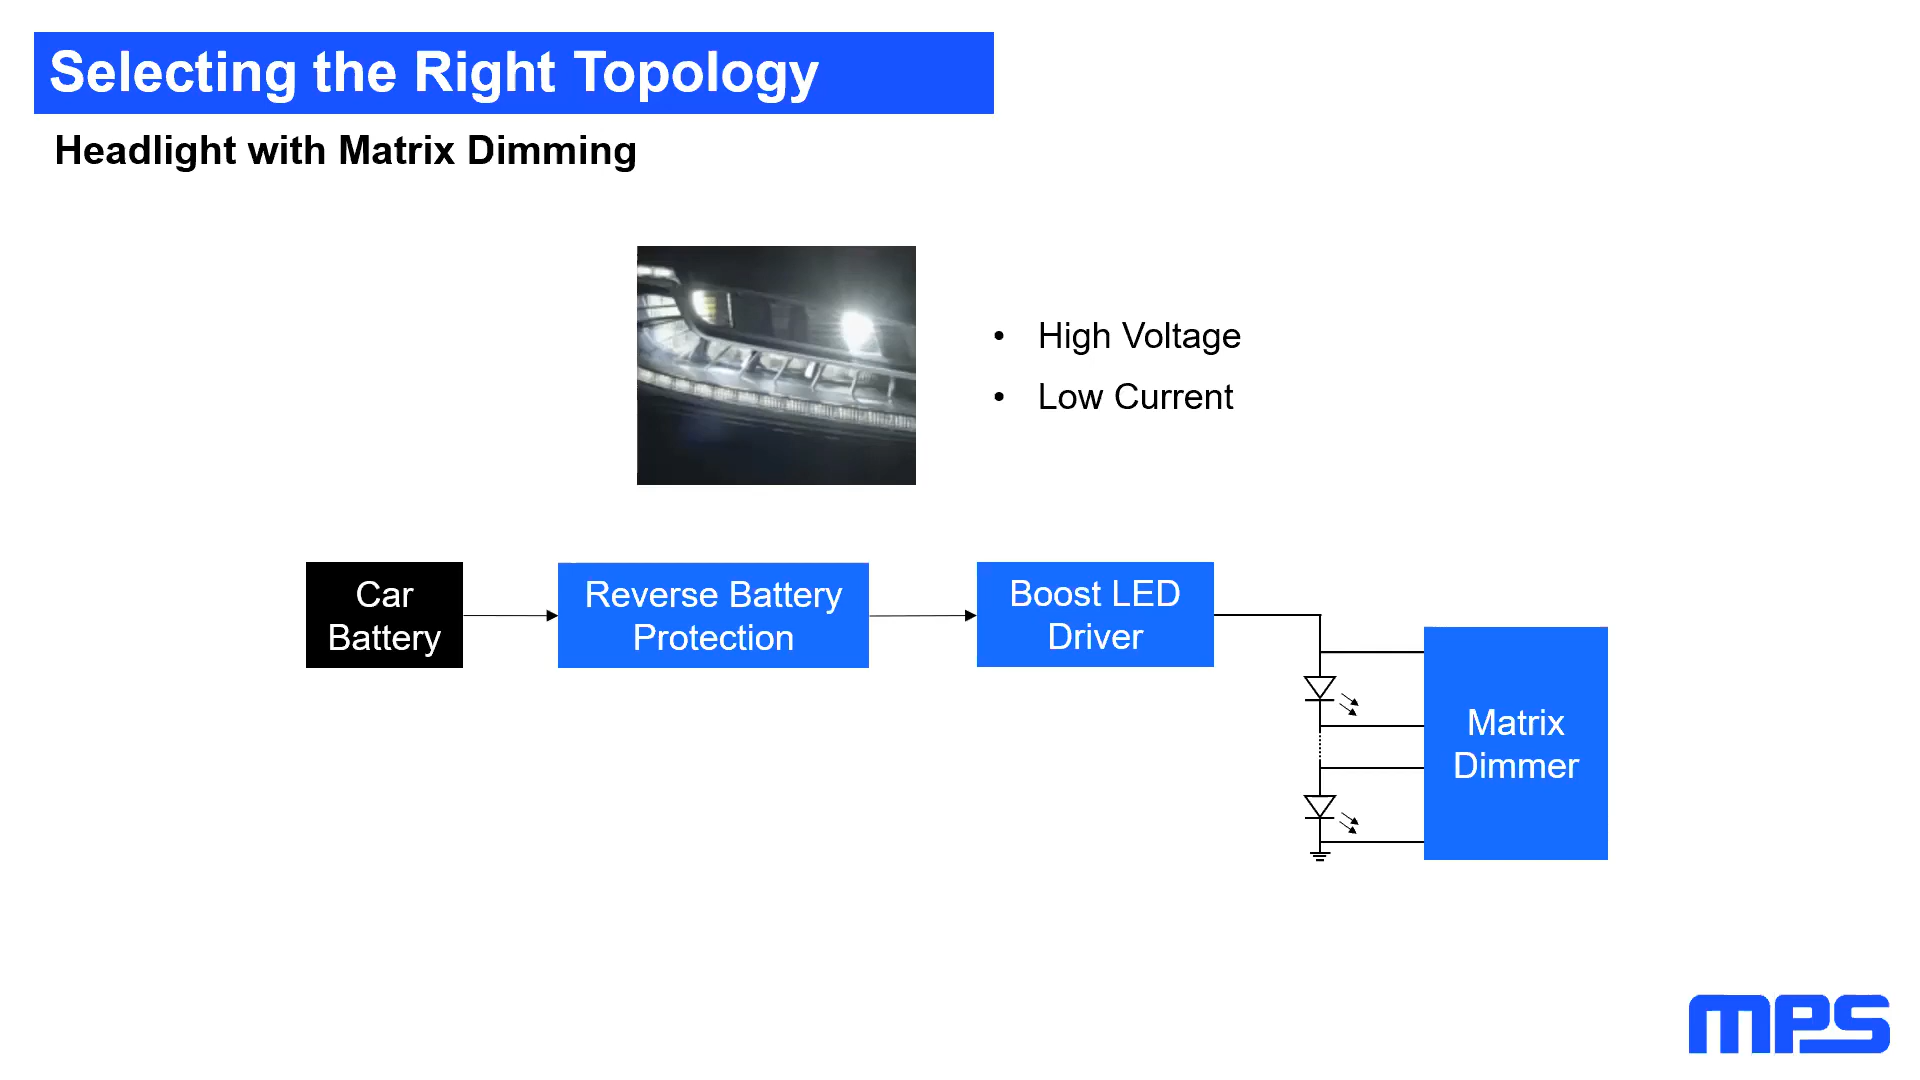 Selecting the Right Topology
Headlight with Matrix Dimming
• High Voltage
• Low Current
Car
Battery
Reverse Battery
Protection
Boost LED
Driver
Matrix
Dimmer
mPS